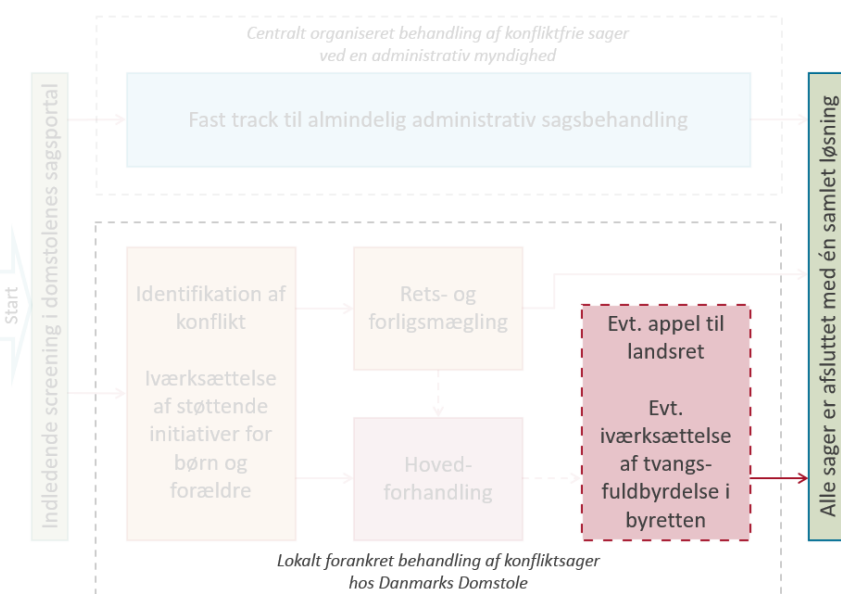 Centralt organiseret behandling af konfliktfrie sager
ved en administrativ myndighed
Start
Indledende screening i domstolenes sagsportal
Fast track til almindelig administrativ sagsbehandling
Identifikation af
konflikt
Iværksættelse
af støttende
initiativer for
børn og
forældre
Rets- og
forligsmægling
Hoved-
forhandling
Evt. appel til
landsret
Evt.
iværksættelse
af tvangs-
fuldbyrdelse i
byretten
Alle sager er afsluttet med én samlet løsning
Lokalt forankret behandling af konfliktsager
hos Danmarks Domstole